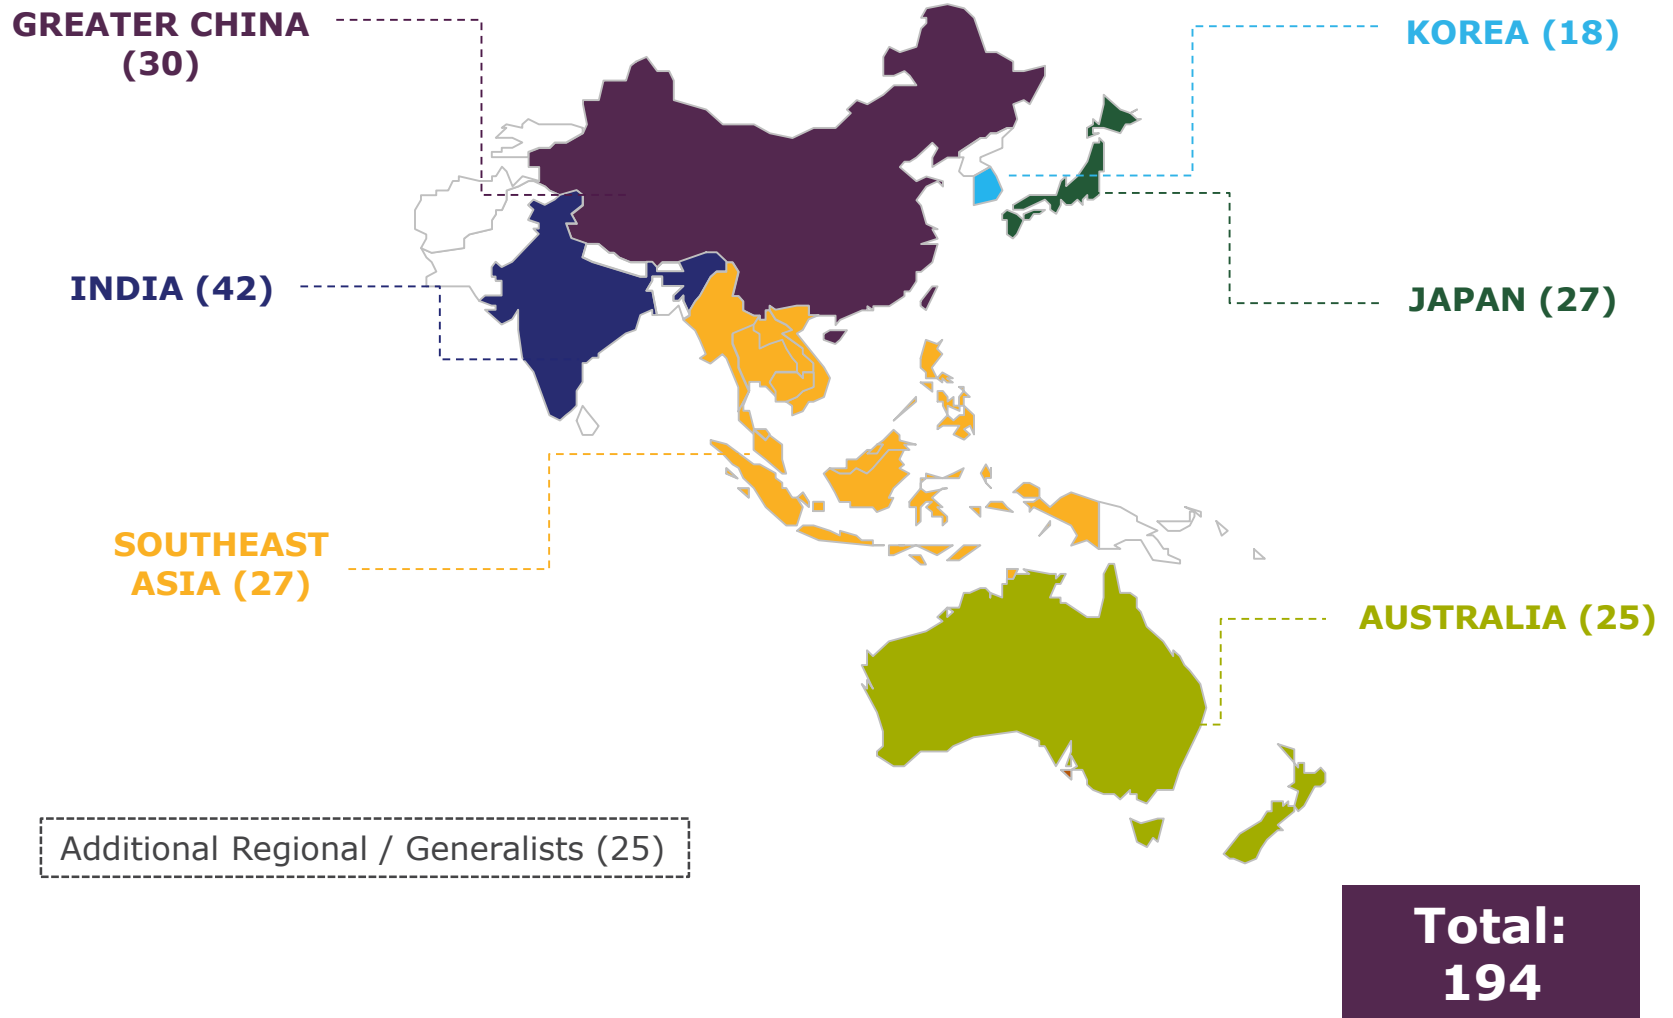 GREATER CHINA
(30)
KOREA (18)
INDIA (42)
JAPAN (27)
SOUTHEAST
ASIA (27)
AUSTRALIA (25)
Additional Regional / Generalists (25)
Total:
194